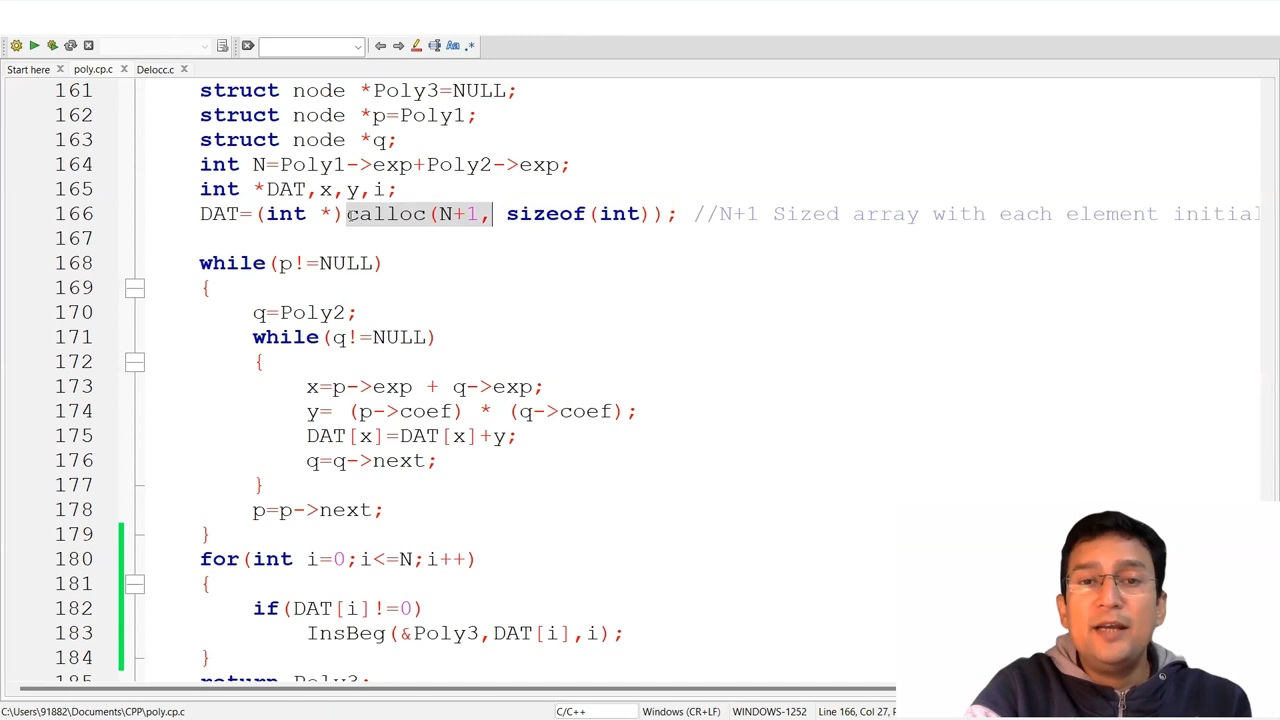 Start here poly.cp.c Delocc.c
161 struct node *Poly3=NULL;
162 struct node *p=Poly1;
163 struct node *q;
164 int N=Poly1->exp+Poly2->exp;
165 int *DAT,x,y,i;
166 DAT=(int *)calloc(N+1, sizeof(int)); //N+1 Sized array with each element initial
167
168 while(p!=NULL)
169 {
170 q=Poly2;
171 while(q!=NULL)
172 {
173 x=p->exp + q->exp;
174 y= (p->coef) * (q->coef);
175 DAT[x]=DAT[x]+y;
176 q=q->next;
177 }
178 p=p->next;
179 }
180 for(int i=0;i<=N;i++)
181 {
182 if(DAT[i]!=0)
183 InsBeg(&Poly3,DAT[i],i);
184 }
185 return Poly3;
C:\Users\91882\Documents\CPP\poly.cp.c C/C++ Windows (CR+LF) WINDOWS-1252 Line 166, Col 27,